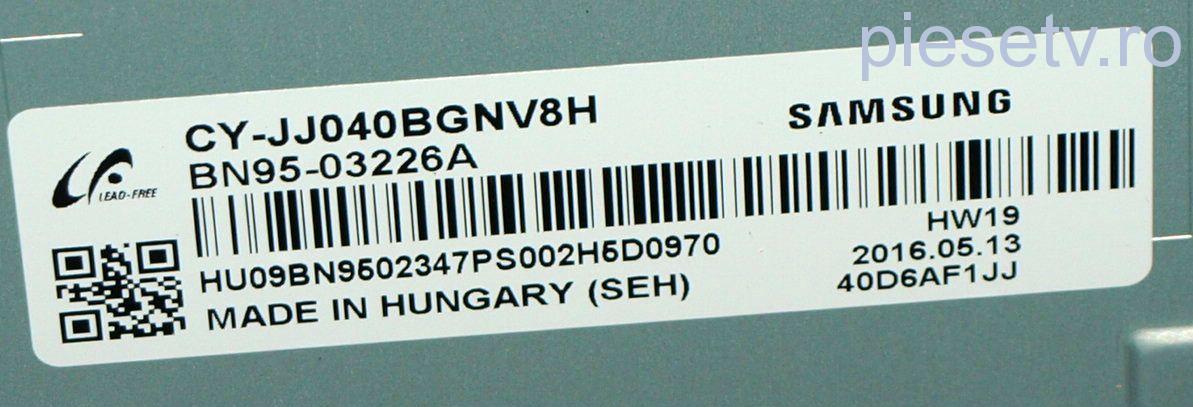 piesetv.ro
CY-JJ040BGNV8H
SAMSUNG
BN95-03226A
LEAD-FREE
HU09BN9502347PS002H5D0970
HW19
2016.05.13
MADE IN HUNGARY (SEH)
40D6AF1JJ